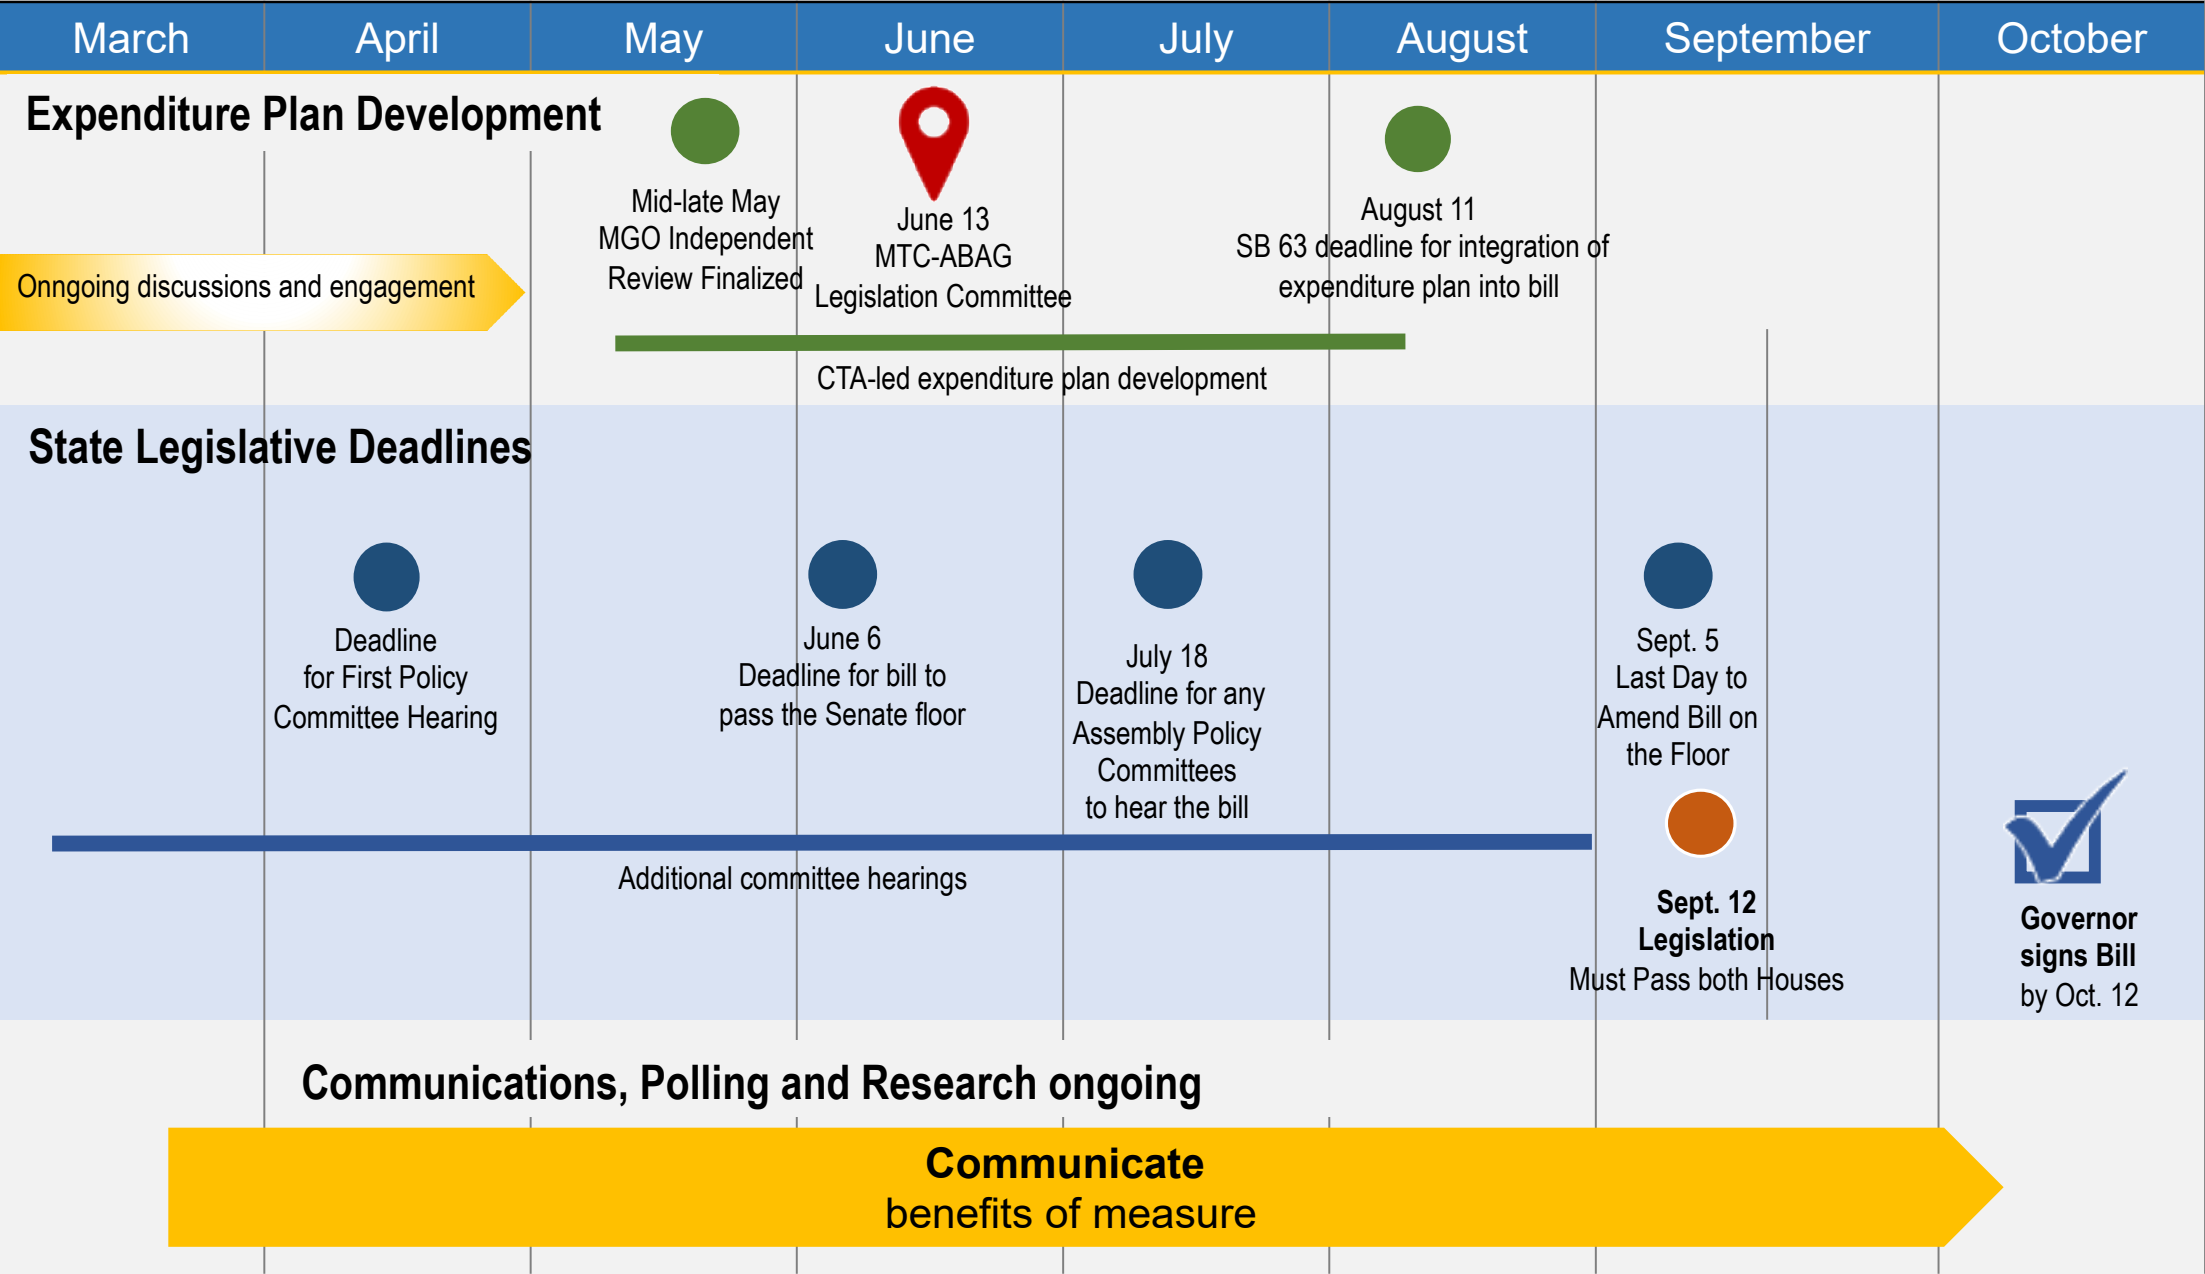 March April May June July August September October
Expenditure Plan Development
Mid-late May
MGO Independent
Review Finalized
June 13
MTC-ABAG
Legislation Committee
August 11
SB 63 deadline for integration of
expenditure plan into bill
Onngoing discussions and engagement
CTA-led expenditure plan development
State Legislative Deadlines
Deadline
for First Policy
Committee Hearing
June 6
Deadline for bill to
pass the Senate floor
July 18
Deadline for any
Assembly Policy
Committees
to hear the bill
Sept. 5
Last Day to
Amend Bill on
the Floor
Additional committee hearings
Sept. 12
Legislation
Must Pass both Houses
Governor
signs Bill
by Oct. 12
Communications, Polling and Research ongoing
Communicate
benefits of measure